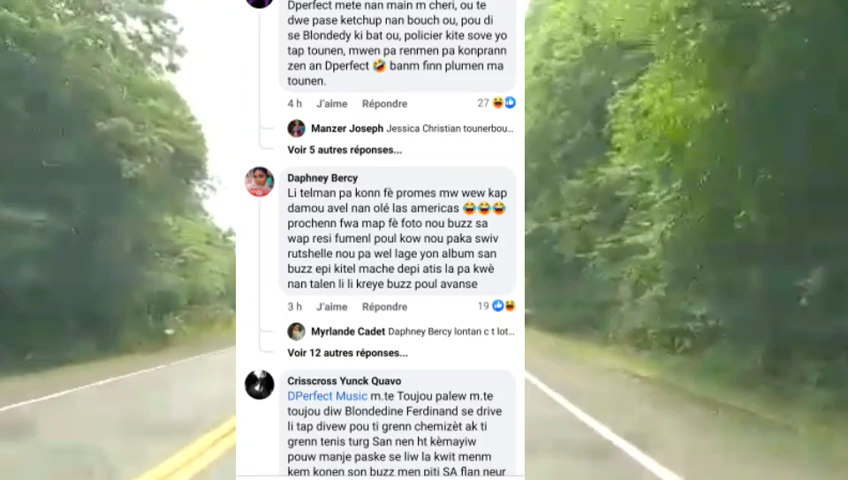 Dperfect mete nan main m cheri, ou te
dwe pase ketchup nan bouch ou, pou di
se Blondedy ki bat ou, policier kite sove yo
tap tounen, mwen pa renmen pa konprann
zen an Dperfect 🤣 banm finn plumen ma
tounen.
4 h J'aime Répondre 27
Manzer Joseph Jessica Christian tounerbou...
Voir 5 autres réponses...
Daphney Bercy
Li telman pa konn fè promes mw wew kap
damou avel nan olé las americas 😂😂😂
prochenn fwa map fè foto nou buzz sa
wap resi fumenl poul kow nou paka swiv
rutshelle nou pa wel lage yon album san
buzz epi kitel mache depi atis la pa kwè
nan talen li li kreye buzz poul avanse
3 h J'aime Répondre 19
Myrlande Cadet Daphney Bercy lontan c t lot...
Voir 12 autres réponses...
Crisscross Yunck Quavo
DPerfect Music m.te Toujou palew m.te
toujou diw Blondedine Ferdinand se drive
li tap divew pou ti grenn chemizèt ak ti
grenn tenis turg San nen ht kèmayiw
pouw manje paske se liw la kwit menm
kem konen son buzz men piti SA flan neur